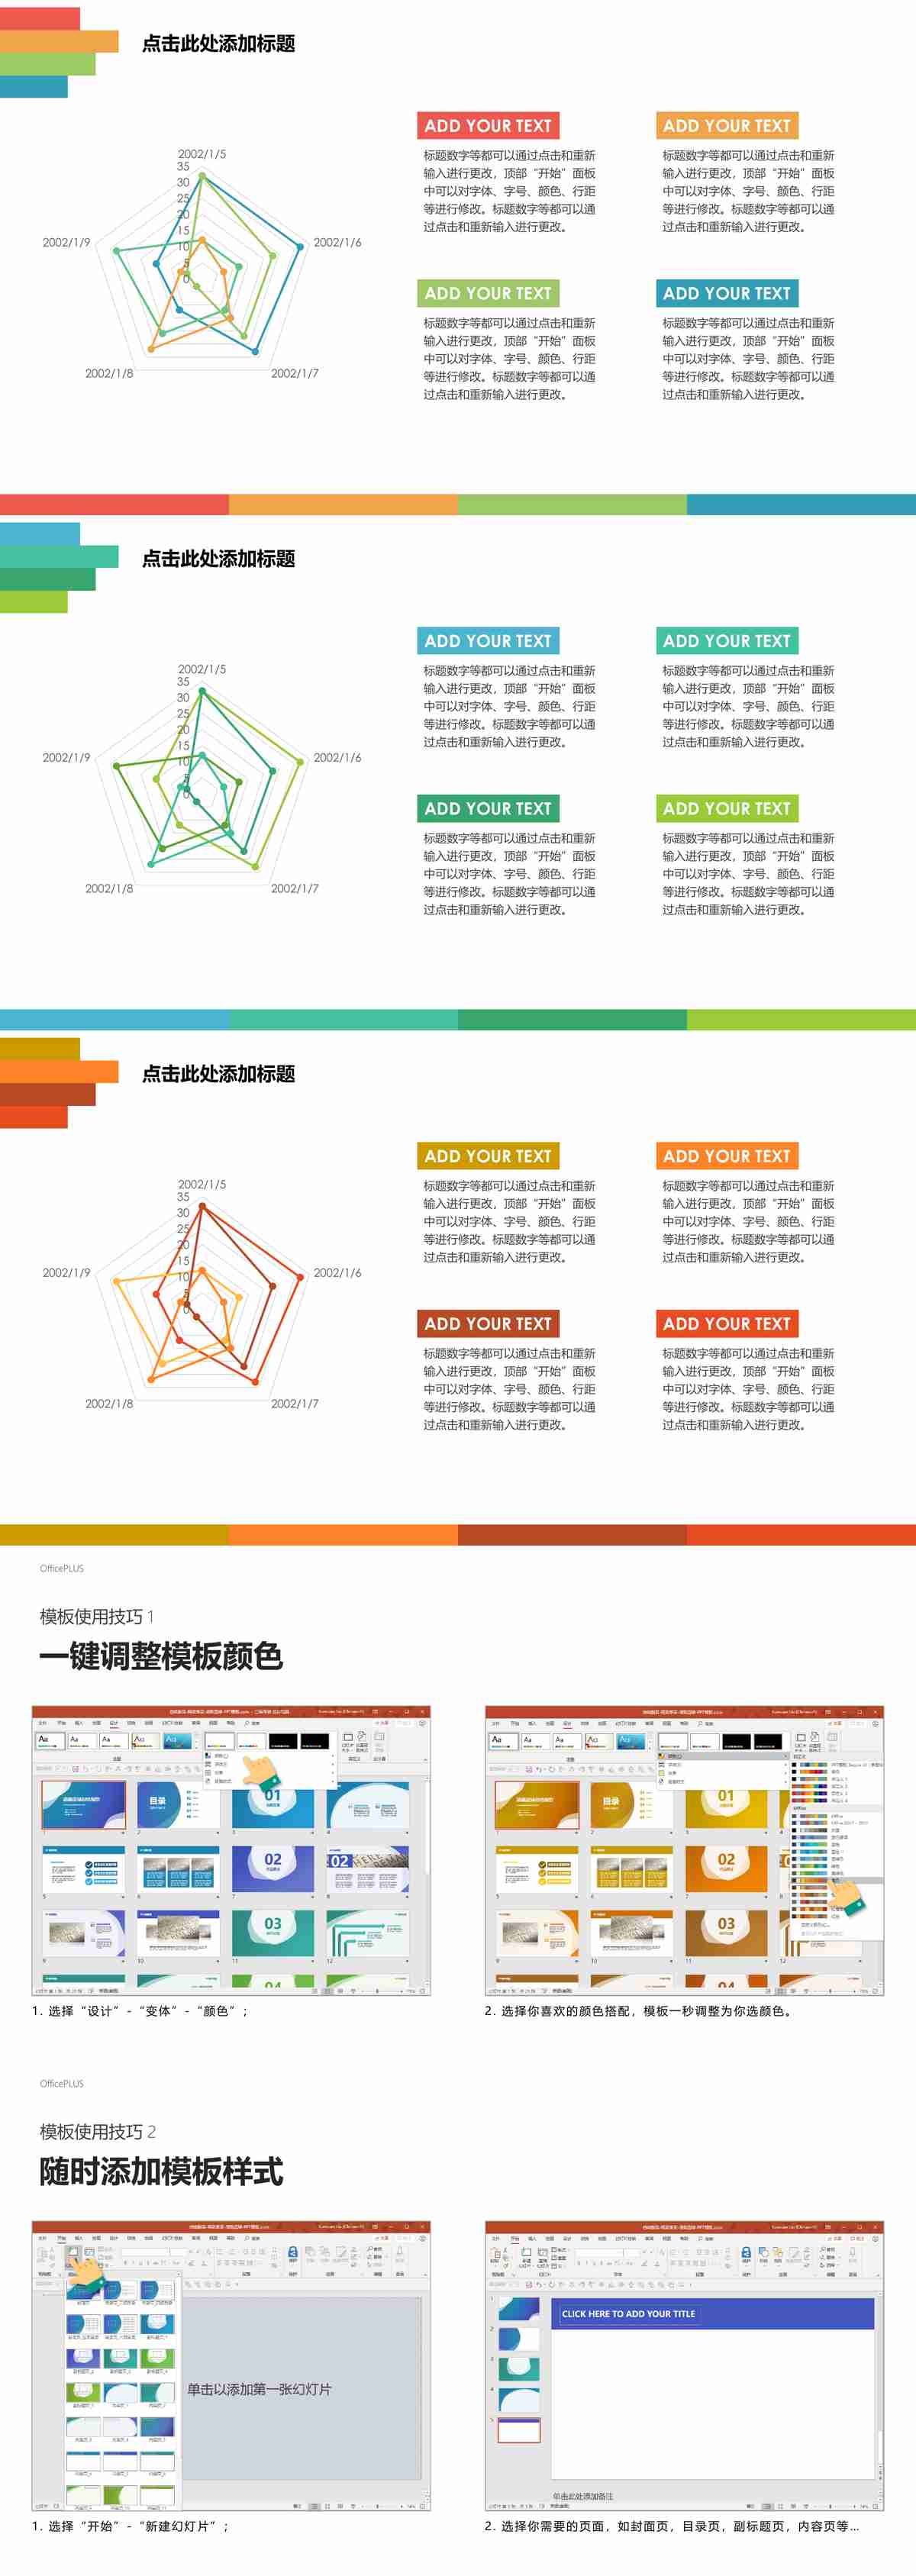 点击此处添加标题
2002/1/5
35
30
25
20
15
10
5
0
2002/1/9
2002/1/6
2002/1/8
2002/1/7
ADD YOUR TEXT
标题数字等都可以通过点击和重新
输入进行更改，顶部“开始”面板
中可以对字体、字号、颜色、行距
等进行修改。标题数字等都可以通
过点击和重新输入进行更改。
ADD YOUR TEXT
标题数字等都可以通过点击和重新
输入进行更改，顶部“开始”面板
中可以对字体、字号、颜色、行距
等进行修改。标题数字等都可以通
过点击和重新输入进行更改。
ADD YOUR TEXT
标题数字等都可以通过点击和重新
输入进行更改，顶部“开始”面板
中可以对字体、字号、颜色、行距
等进行修改。标题数字等都可以通
过点击和重新输入进行更改。
ADD YOUR TEXT
标题数字等都可以通过点击和重新
输入进行更改，顶部“开始”面板
中可以对字体、字号、颜色、行距
等进行修改。标题数字等都可以通
过点击和重新输入进行更改。
点击此处添加标题
2002/1/5
35
30
25
20
15
10
5
0
2002/1/9
2002/1/6
2002/1/8
2002/1/7
ADD YOUR TEXT
标题数字等都可以通过点击和重新
输入进行更改，顶部“开始”面板
中可以对字体、字号、颜色、行距
等进行修改。标题数字等都可以通
过点击和重新输入进行更改。
ADD YOUR TEXT
标题数字等都可以通过点击和重新
输入进行更改，顶部“开始”面板
中可以对字体、字号、颜色、行距
等进行修改。标题数字等都可以通
过点击和重新输入进行更改。
ADD YOUR TEXT
标题数字等都可以通过点击和重新
输入进行更改，顶部“开始”面板
中可以对字体、字号、颜色、行距
等进行修改。标题数字等都可以通
过点击和重新输入进行更改。
ADD YOUR TEXT
标题数字等都可以通过点击和重新
输入进行更改，顶部“开始”面板
中可以对字体、字号、颜色、行距
等进行修改。标题数字等都可以通
过点击和重新输入进行更改。
点击此处添加标题
2002/1/5
35
30
25
20
15
10
5
0
2002/1/9
2002/1/6
2002/1/8
2002/1/7
ADD YOUR TEXT
标题数字等都可以通过点击和重新
输入进行更改，顶部“开始”面板
中可以对字体、字号、颜色、行距
等进行修改。标题数字等都可以通
过点击和重新输入进行更改。
ADD YOUR TEXT
标题数字等都可以通过点击和重新
输入进行更改，顶部“开始”面板
中可以对字体、字号、颜色、行距
等进行修改。标题数字等都可以通
过点击和重新输入进行更改。
ADD YOUR TEXT
标题数字等都可以通过点击和重新
输入进行更改，顶部“开始”面板
中可以对字体、字号、颜色、行距
等进行修改。标题数字等都可以通
过点击和重新输入进行更改。
ADD YOUR TEXT
标题数字等都可以通过点击和重新
输入进行更改，顶部“开始”面板
中可以对字体、字号、颜色、行距
等进行修改。标题数字等都可以通
过点击和重新输入进行更改。
OfficePLUS
模板使用技巧 1
一键调整模板颜色
目录
01
02
02
03
04
1. 选择“设计”-“变体”-“颜色”；
目录
01
02
03
04
2. 选择你喜欢的颜色搭配，模板一秒调整为你选颜色。
OfficePLUS
模板使用技巧 2
随时添加模板样式
单击以添加第一张幻灯片
1. 选择“开始”-“新建幻灯片”；
CLICK HERE TO ADD YOUR TITLE
单击此处添加备注
2. 选择你需要的页面，如封面页，目录页，副标题页，内容页等...